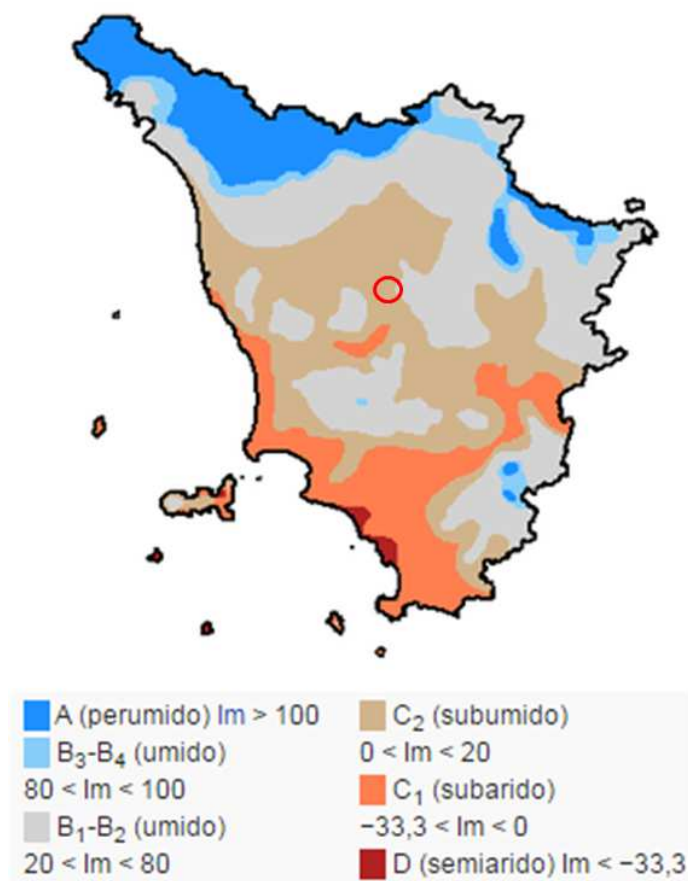 A (perumido) Im > 100
B₃-B₄ (umido)
80 < Im < 100
B₁-B₂ (umido)
20 < Im < 80
C₂ (subumido)
0 < Im < 20
C₁ (subarido)
−33,3 < Im < 0
D (semiarido) Im < −33,3